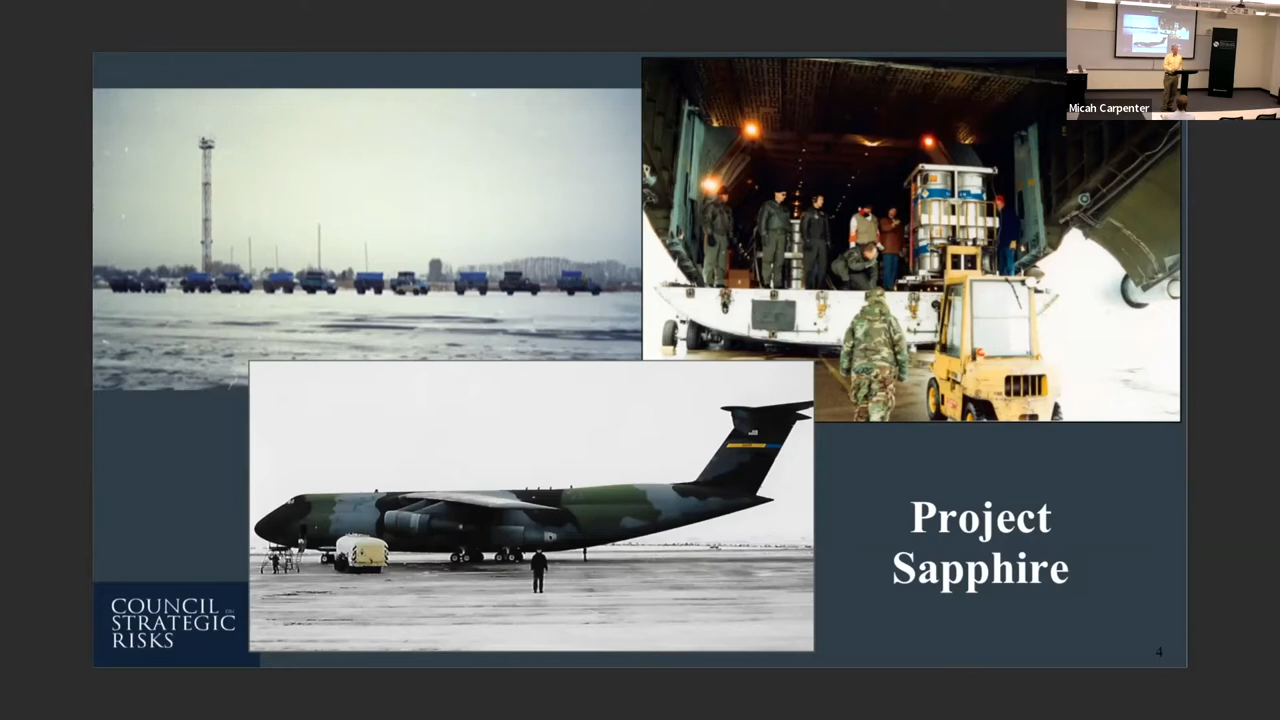 Micah Carpenter
Project
Sapphire
COUNCIL ON
STRATEGIC
RISKS
4